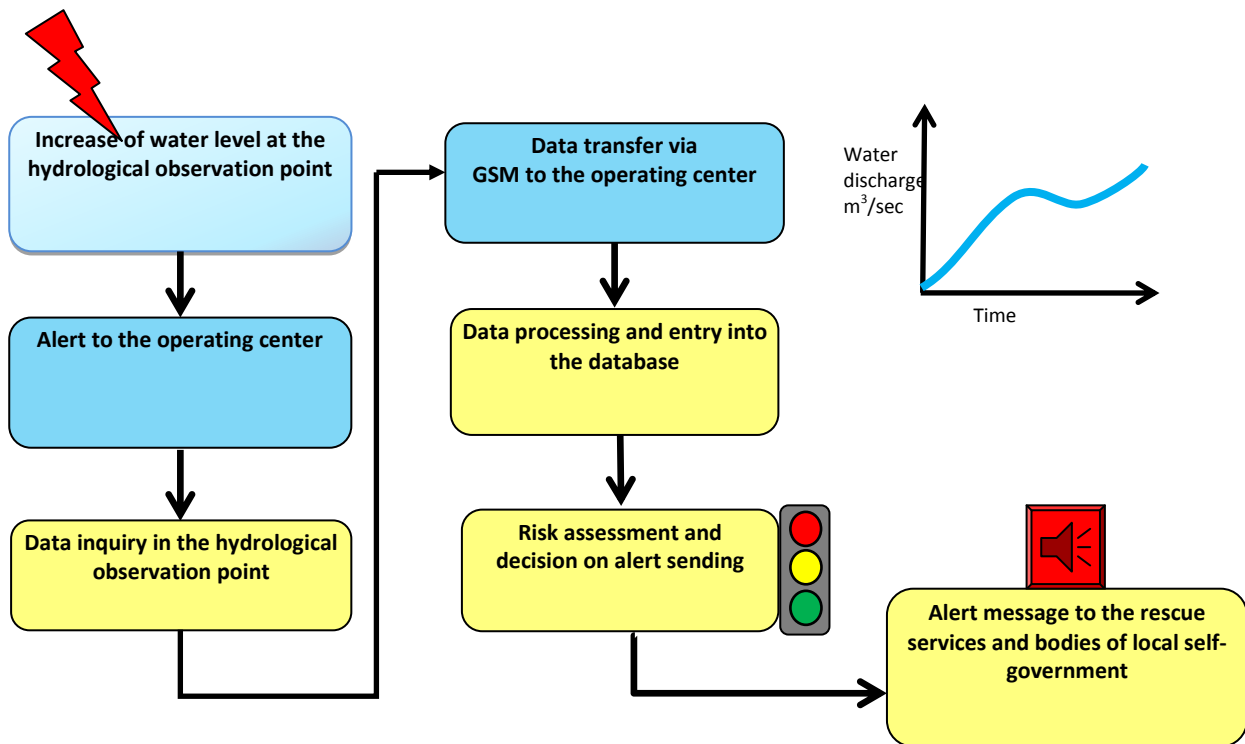 Increase of water level at the
hydrological observation point
Alert to the operating center
Data inquiry in the hydrological
observation point
Data transfer via
GSM to the operating center
Data processing and entry into
the database
Risk assessment and
decision on alert sending
Water
discharge
m³/sec
Time
Alert message to the rescue
services and bodies of local self-
government